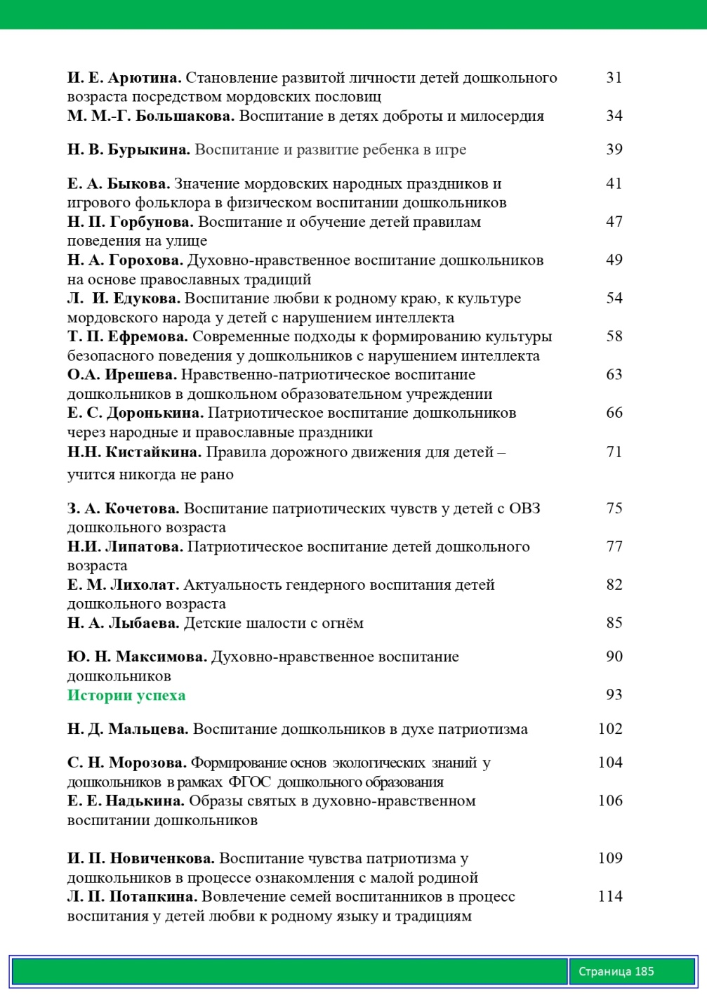 И. Е. Арютина. Становление развитой личности детей дошкольного 31
возраста посредством мордовских пословиц
М. М.-Г. Большакова. Воспитание в детях доброты и милосердия 34
Н. В. Бурыкина. Воспитание и развитие ребенка в игре 39
Е. А. Быкова. Значение мордовских народных праздников и 41
игрового фольклора в физическом воспитании дошкольников
Н. П. Горбунова. Воспитание и обучение детей правилам 47
поведения на улице
Н. А. Горохова. Духовно-нравственное воспитание дошкольников 49
на основе православных традиций
Л. И. Едукова. Воспитание любви к родному краю, к культуре 54
мордовского народа у детей с нарушением интеллекта
Т. П. Ефремова. Современные подходы к формированию культуры 58
безопасного поведения у дошкольников с нарушением интеллекта
О.А. Ирешева. Нравственно-патриотическое воспитание 63
дошкольников в дошкольном образовательном учреждении
Е. С. Доронькина. Патриотическое воспитание дошкольников 66
через народные и православные праздники
Н.Н. Кистайкина. Правила дорожного движения для детей – 71
учится никогда не рано
З. А. Кочетова. Воспитание патриотических чувств у детей с ОВЗ 75
дошкольного возраста
Н.И. Липатова. Патриотическое воспитание детей дошкольного 77
возраста
Е. М. Лихолат. Актуальность гендерного воспитания детей 82
дошкольного возраста
Н. А. Лыбаева. Детские шалости с огнём 85
Ю. Н. Максимова. Духовно-нравственное воспитание 90
дошкольников
Истории успеха 93
Н. Д. Мальцева. Воспитание дошкольников в духе патриотизма 102
С. Н. Морозова. Формирование основ экологических знаний у 104
дошкольников в рамках ФГОС дошкольного образования
Е. Е. Надькина. Образы святых в духовно-нравственном 106
воспитании дошкольников
И. П. Новиченкова. Воспитание чувства патриотизма у 109
дошкольников в процессе ознакомления с малой родиной
Л. П. Потапкина. Вовлечение семей воспитанников в процесс 114
воспитания у детей любви к родному языку и традициям
Страница 185